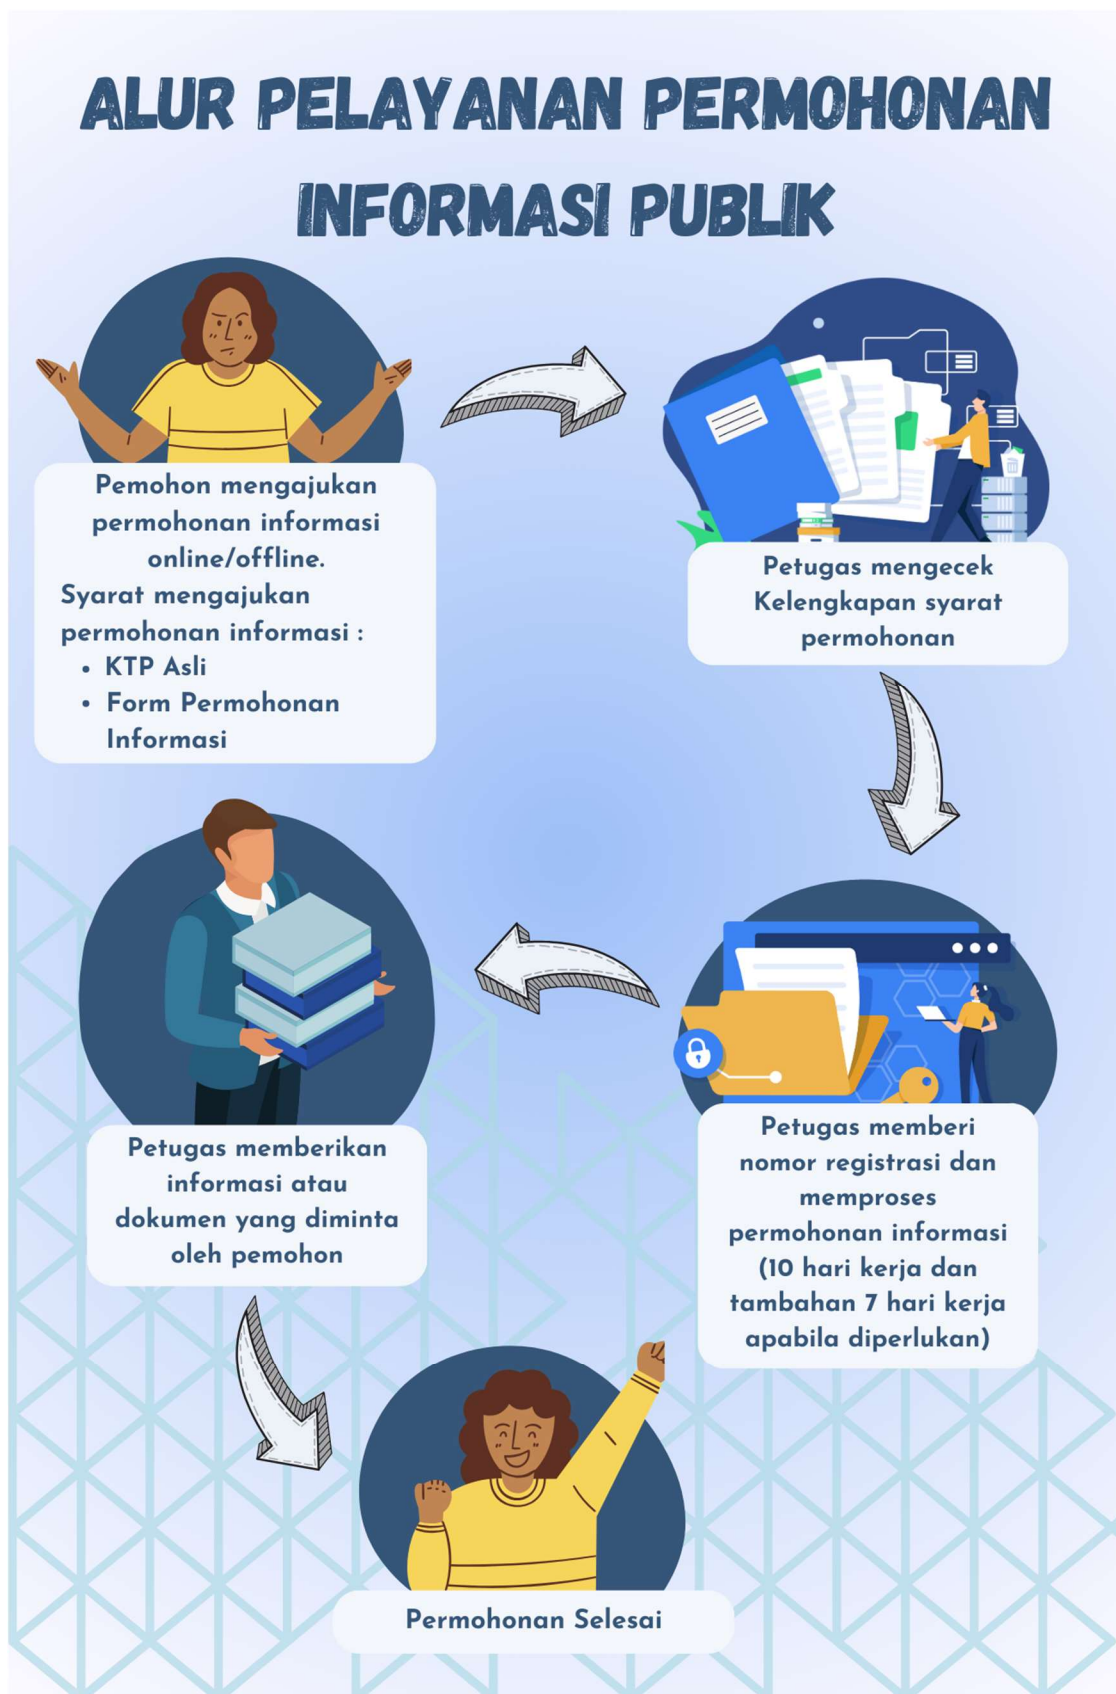 ALUR PELAYANAN PERMOHONAN
INFORMASI PUBLIK
Pemohon mengajukan
permohonan informasi
online/offline.
Syarat mengajukan
permohonan informasi :
• KTP Asli
• Form Permohonan
Informasi
Petugas mengecek
Kelengkapan syarat
permohonan
Petugas memberi
nomor registrasi dan
memproses
permohonan informasi
(10 hari kerja dan
tambahan 7 hari kerja
apabila diperlukan)
Petugas memberikan
informasi atau
dokumen yang diminta
oleh pemohon
Permohonan Selesai